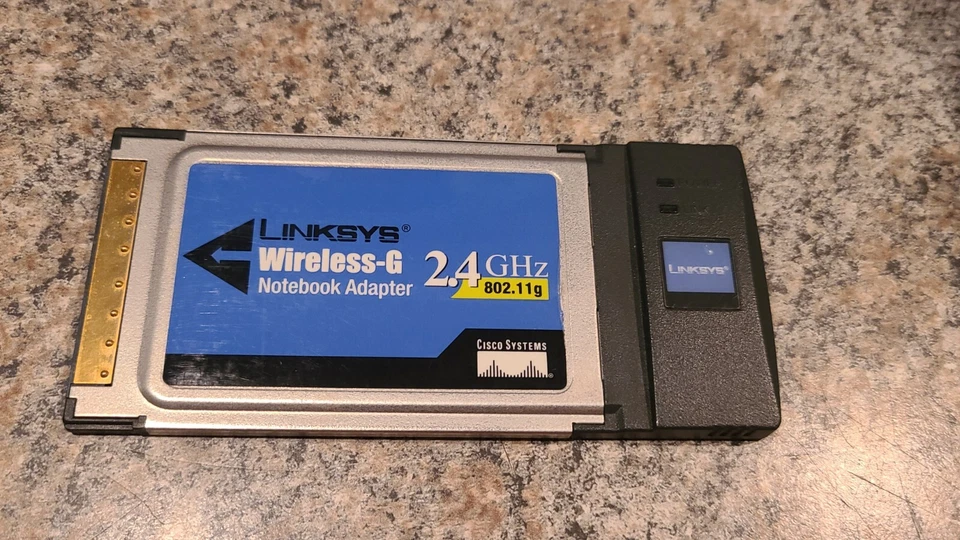 LINKSYS®
Wireless-G
Notebook Adapter
2.4 GHz
802.11g
CISCO SYSTEMS
®
LINKSYS®